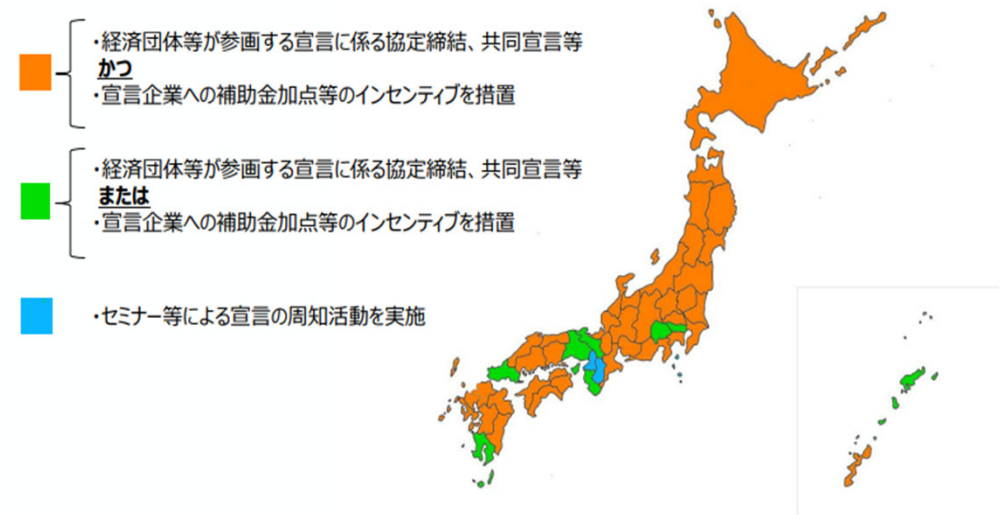 ・経済団体等が参画する宣言に係る協定締結、共同宣言等
かつ
・宣言企業への補助金加点等のインセンティブを措置
・経済団体等が参画する宣言に係る協定締結、共同宣言等
または
・宣言企業への補助金加点等のインセンティブを措置
・セミナー等による宣言の周知活動を実施